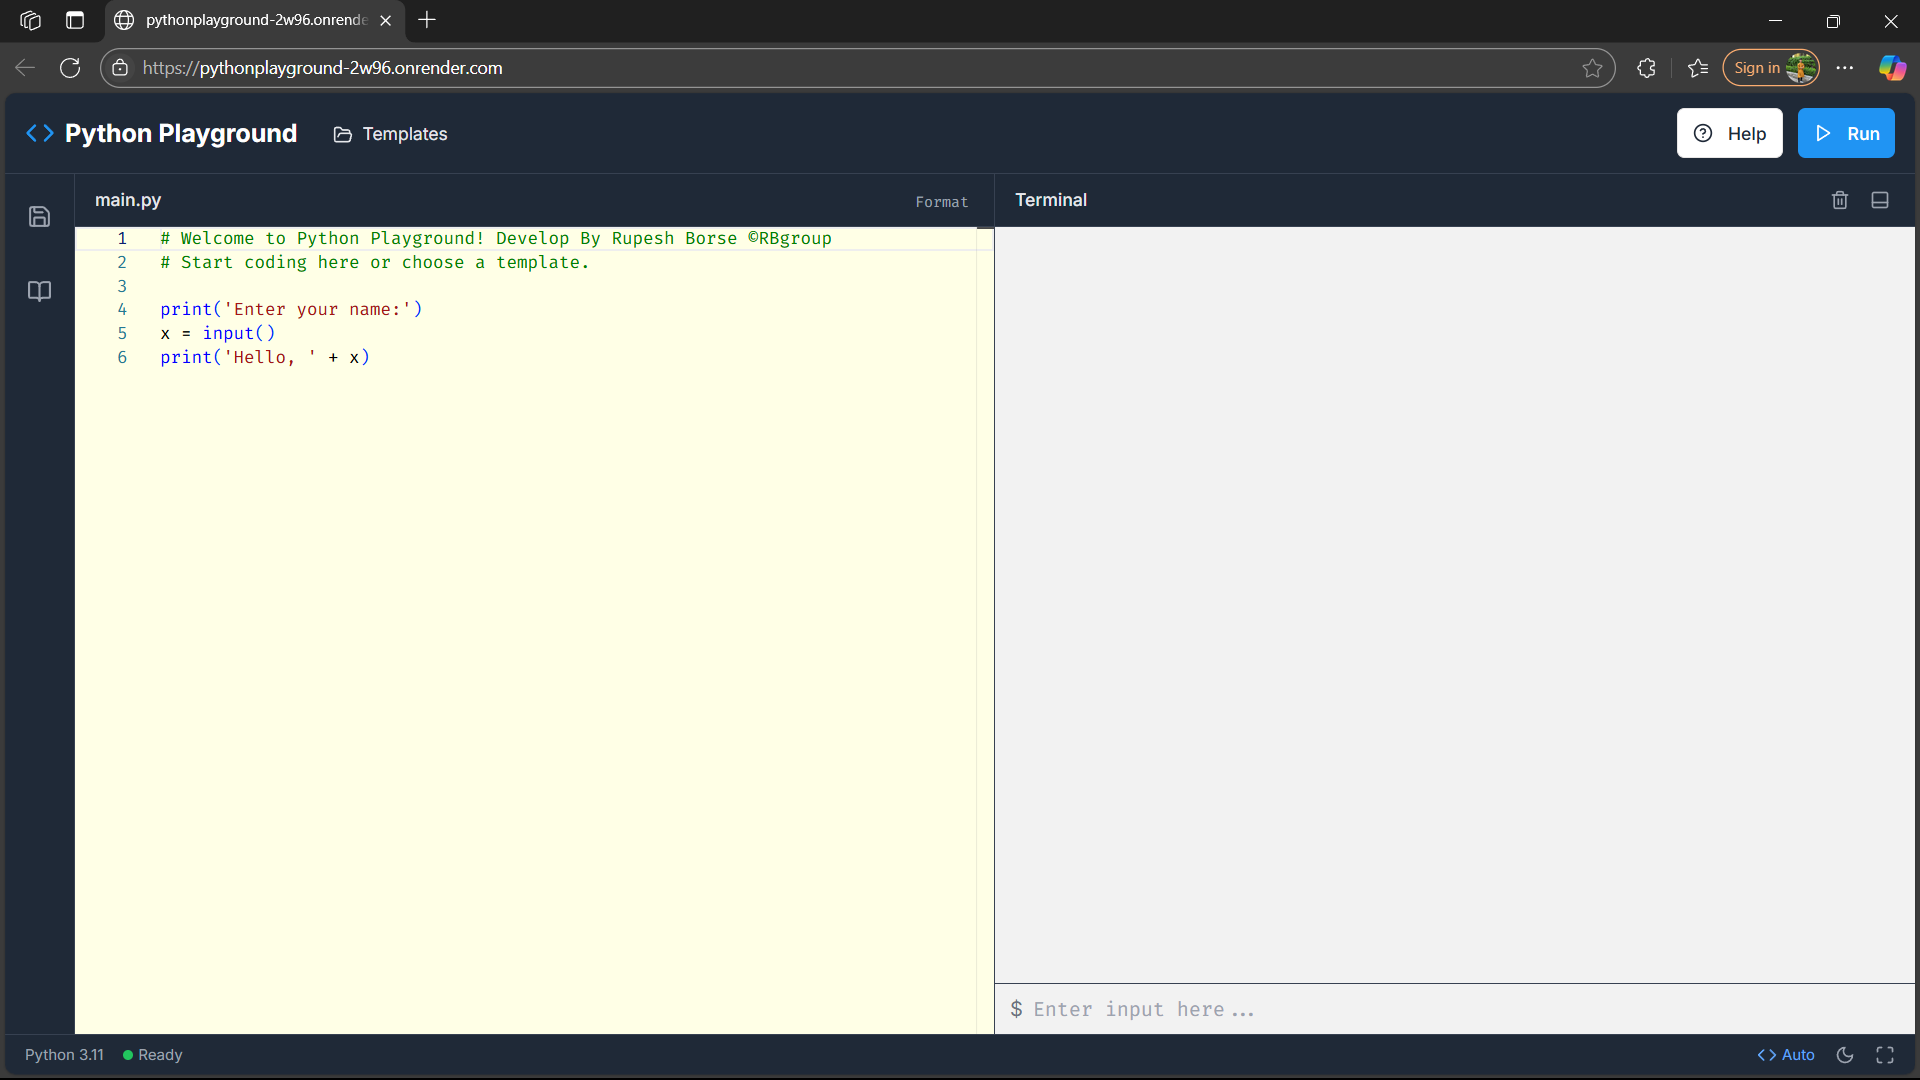 pythonplayground-2w96.onrende
https://pythonplayground-2w96.onrender.com
Sign in
Python Playground
Templates
Help
Run
main.py
Format
Terminal
1 # Welcome to Python Playground! Develop By Rupesh Borse ©RBgroup
2 # Start coding here or choose a template.
3
4 print('Enter your name:')
5 x = input()
6 print('Hello, ' + x)
$ Enter input here...
Python 3.11
Ready
<> Auto